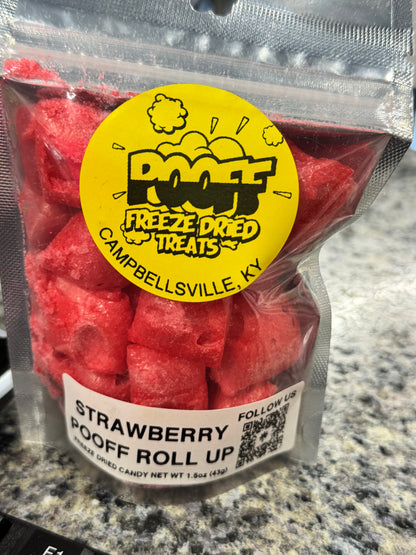 POOFF
FREEZE DRIED
TREATS
CAMPBELLSVILLE, KY
FOLLOW US
STRAWBERRY
POOFF ROLL UP
FREEZE DRIED CANDY NET WT 1.5oz (43g)
F1